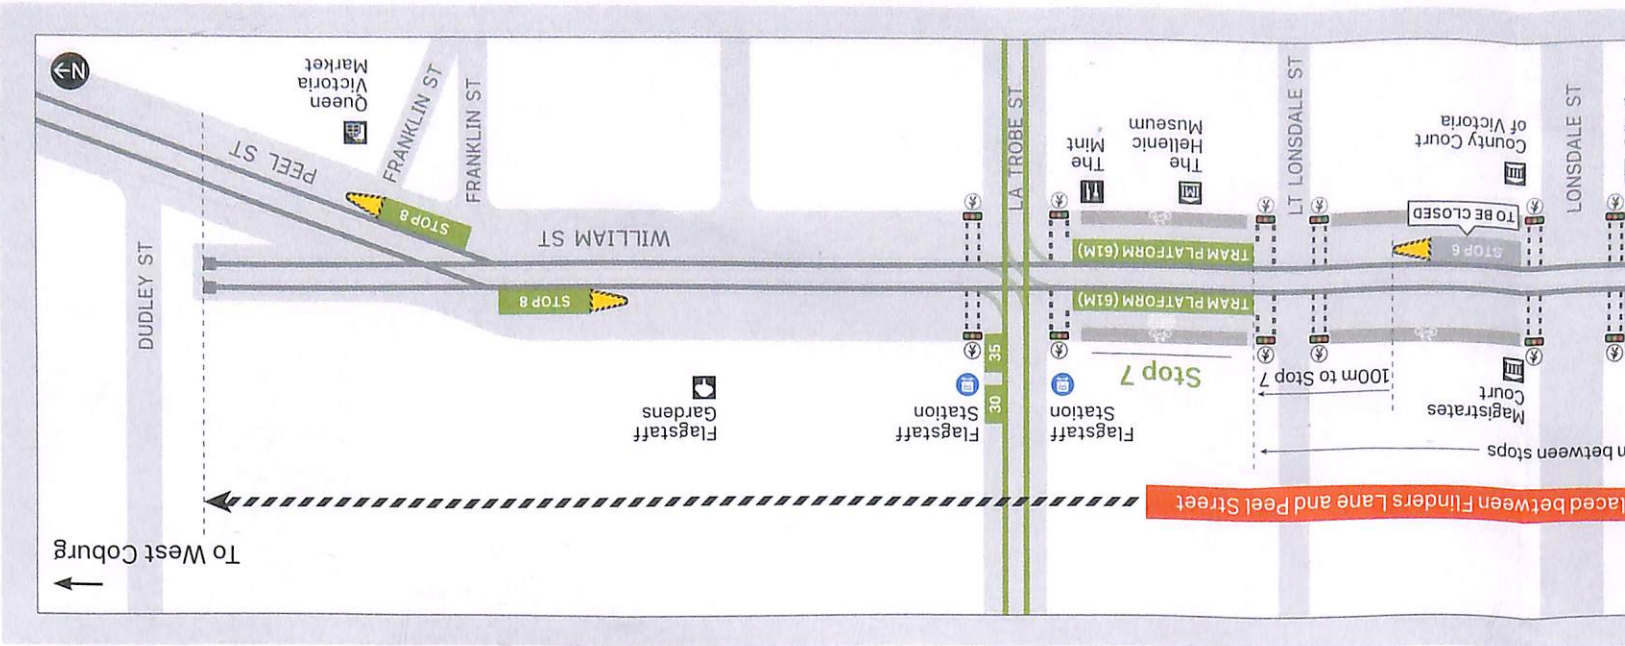 To West Coburg
laced between Flinders Lane and Peel Street
n between stops
Magistrates
Court
100m to Stop 7
Stop 7
Flagstaff
Station
Flagstaff
Station
Flagstaff
Gardens
30
35
STOP 6
TO BE CLOSED
TRAM PLATFORM (61M)
TRAM PLATFORM (61M)
STOP 8
STOP 8
WILLIAM ST
PEEL ST
DUDLEY ST
FRANKLIN ST
FRANKLIN ST
LA TROBE ST
LT LONSDALE ST
LONSDALE ST
County Court
of Victoria
The
Hellenic
Museum
The
Mint
Queen
Victoria
Market
N